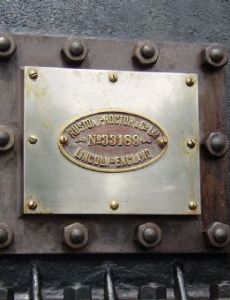 RUSTON, PROCTOR & Co Ld
No 33189
LINCOLN-ENGLAND